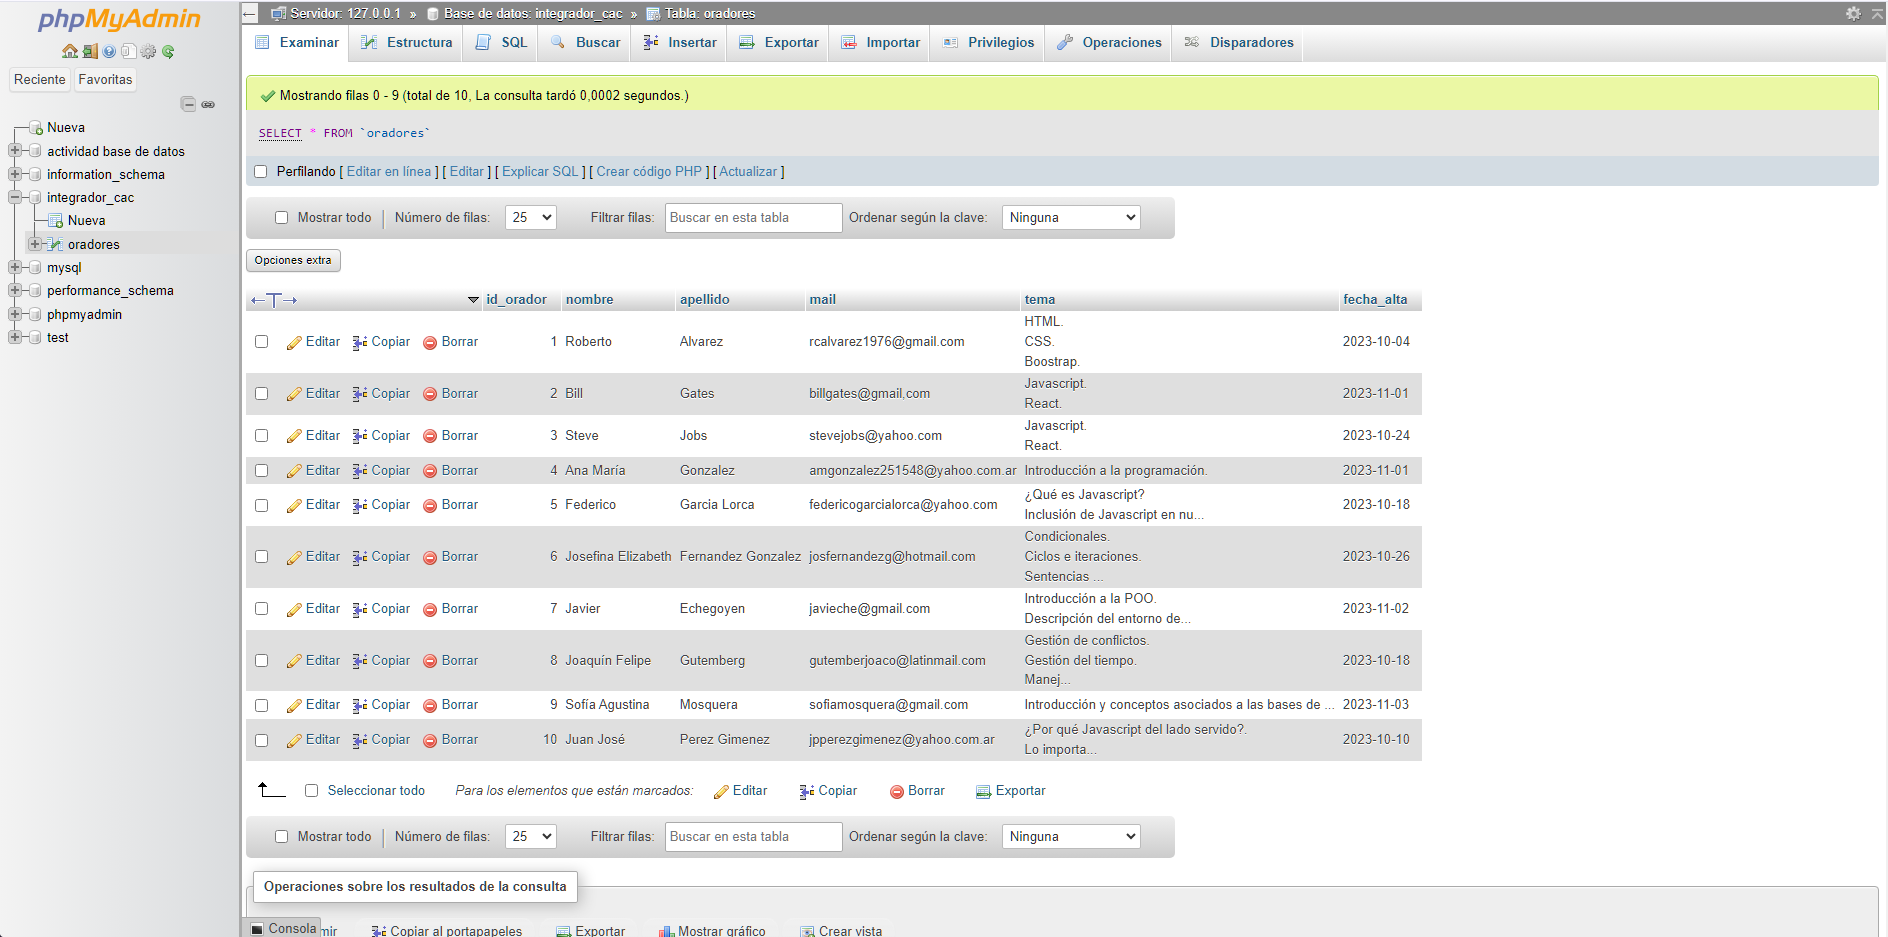 phpMyAdmin
Reciente Favoritas
Nueva
actividad base de datos
information_schema
integrador_cac
Nueva
oradores
mysql
performance_schema
phpmyadmin
test
Servidor: 127.0.0.1 » Base de datos: integrador_cac » Tabla: oradores
Examinar Estructura SQL Buscar Insertar Exportar Importar Privilegios Operaciones Disparadores
Mostrando filas 0 - 9 (total de 10, La consulta tardó 0,0002 segundos.)
SELECT * FROM `oradores`
Perfilando [ Editar en línea ] [ Editar ] [ Explicar SQL ] [ Crear código PHP ] [ Actualizar ]
Mostrar todo Número de filas: 25 Filtrar filas: Buscar en esta tabla Ordenar según la clave: Ninguna
Opciones extra
←T→ id_orador nombre apellido mail tema fecha_alta
Editar Copiar Borrar 1 Roberto Alvarez rcalvarez1976@gmail.com HTML.
CSS.
Boostrap. 2023-10-04
Editar Copiar Borrar 2 Bill Gates billgates@gmail,com Javascript.
React. 2023-11-01
Editar Copiar Borrar 3 Steve Jobs stevejobs@yahoo.com Javascript.
React. 2023-10-24
Editar Copiar Borrar 4 Ana María Gonzalez amgonzalez251548@yahoo.com.ar Introducción a la programación. 2023-11-01
Editar Copiar Borrar 5 Federico Garcia Lorca federicogarcialorca@yahoo.com ¿Qué es Javascript?
Inclusión de Javascript en nu... 2023-10-18
Editar Copiar Borrar 6 Josefina Elizabeth Fernandez Gonzalez josfernandezg@hotmail.com Condicionales.
Ciclos e iteraciones.
Sentencias ... 2023-10-26
Editar Copiar Borrar 7 Javier Echegoyen javieche@gmail.com Introducción a la POO.
Descripción del entorno de... 2023-11-02
Editar Copiar Borrar 8 Joaquín Felipe Gutemberg gutemberjoaco@latinmail.com Gestión de conflictos.
Gestión del tiempo.
Manej... 2023-10-18
Editar Copiar Borrar 9 Sofía Agustina Mosquera sofiamosquera@gmail.com Introducción y conceptos asociados a las bases de ... 2023-11-03
Editar Copiar Borrar 10 Juan José Perez Gimenez jpperezgimenez@yahoo.com.ar ¿Por qué Javascript del lado servido?.
Lo importa... 2023-10-10
Seleccionar todo Para los elementos que están marcados: Editar Copiar Borrar Exportar
Mostrar todo Número de filas: 25 Filtrar filas: Buscar en esta tabla Ordenar según la clave: Ninguna
Operaciones sobre los resultados de la consulta
Consola mir Copiar al portapapeles Exportar Mostrar gráfico Crear vista